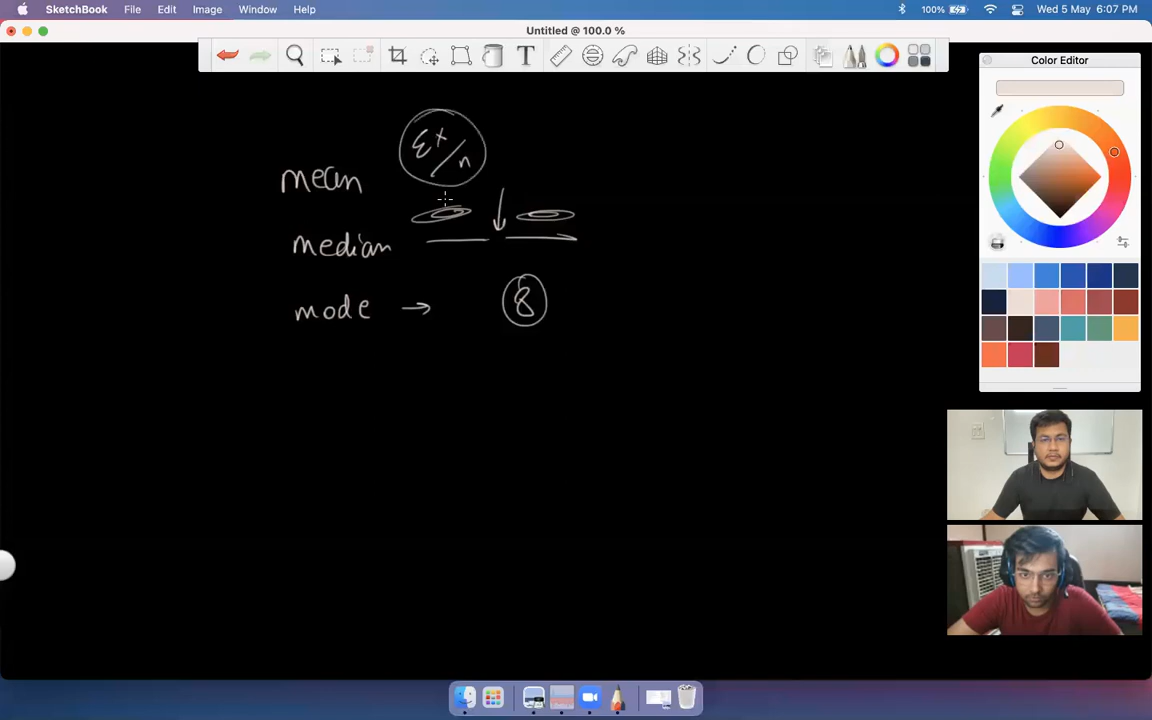 SketchBook File Edit Image Window Help 100% Wed 5 May 6:07 PM
Untitled @ 100.0 %
T
Color Editor
Σx/n
mean
median
mode → 8